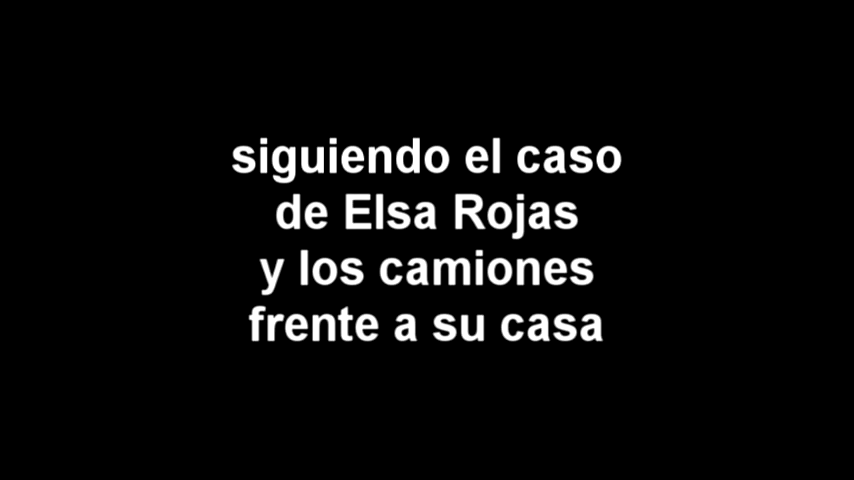 siguiendo el caso
de Elsa Rojas
y los camiones
frente a su casa